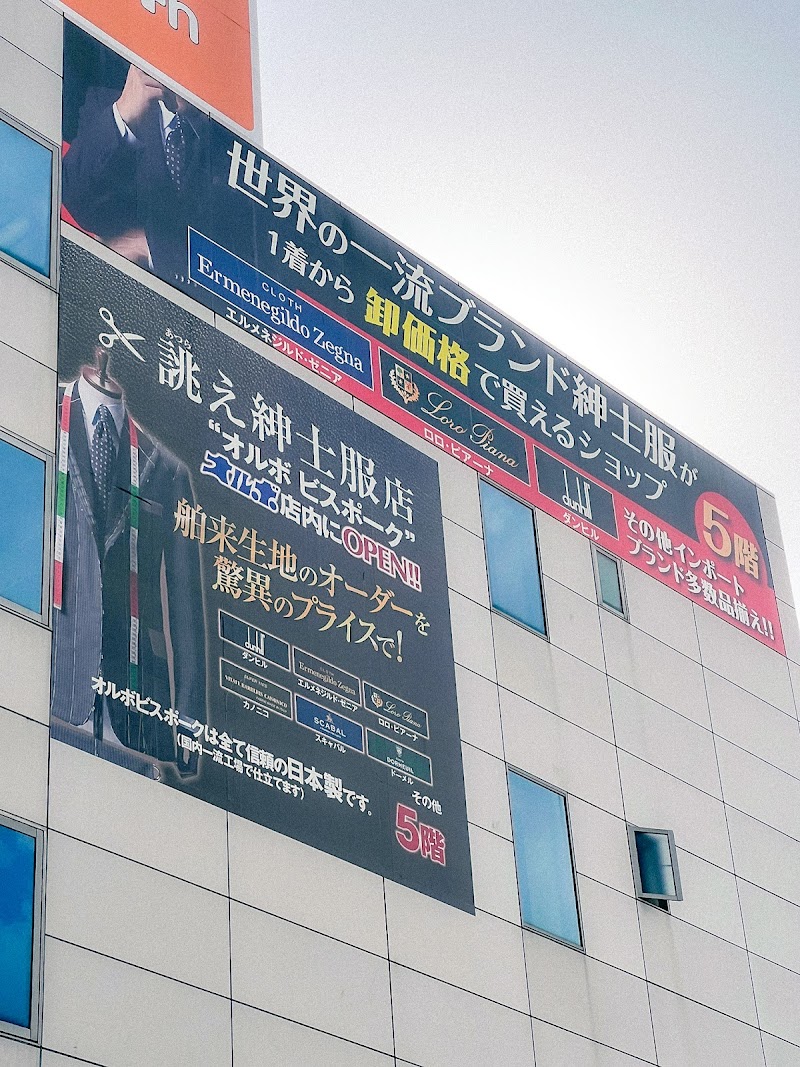 世界の一流ブランド紳士服が
1着から卸価格で買えるショップ
CLOTH
Ermenegildo Zegna
エルメネジルド・ゼニア
Loro Piana
ロロ・ピアーナ
dunhill
ダンヒル
5階
その他インポート
ブランド多数品揃え!!
あつら
誂え紳士服店
“オルボ ビスポーク”
オルボ店内にOPEN!!
舶来生地のオーダーを
驚異のプライスで!
dunhill
ダンヒル
Ermenegildo Zegna
エルメネジルド・ゼニア
Loro Piana
ロロ・ピアーナ
カノニコ
SCABAL
スキャバル
DORMEUIL
ドーメル
オルボビスポークは全て信頼の日本製です。
(国内一流工場で仕立てます)
その他
5階